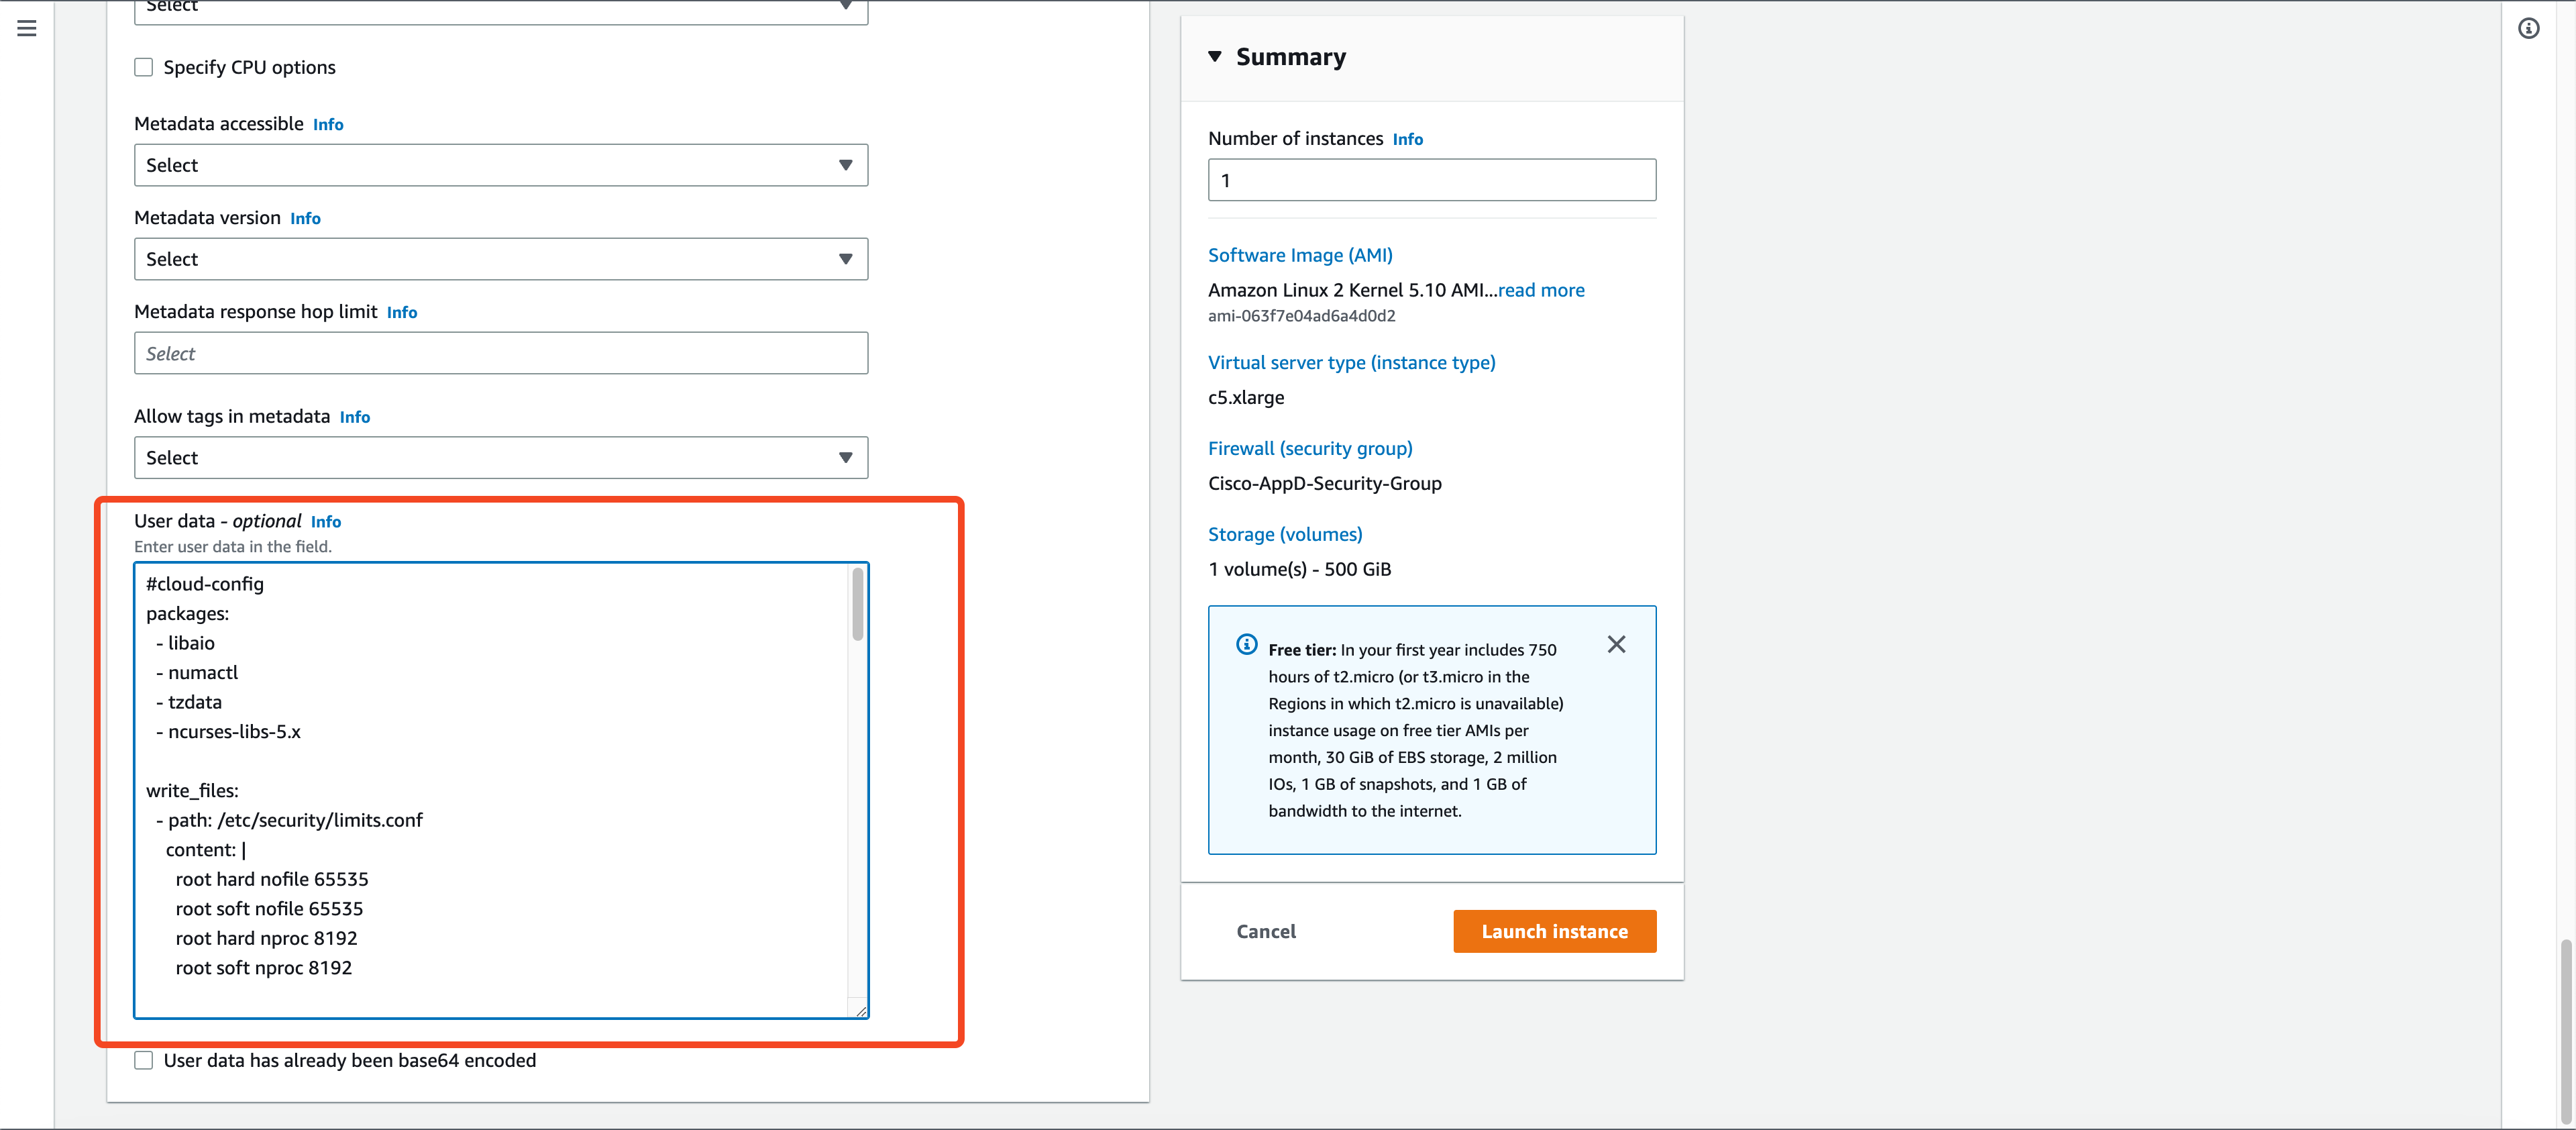 Select
Specify CPU options
Metadata accessible Info
Select
Metadata version Info
Select
Metadata response hop limit Info
Select
Allow tags in metadata Info
Select
User data - optional Info
Enter user data in the field.
#cloud-config
packages:
- libaio
- numactl
- tzdata
- ncurses-libs-5.x
write_files:
- path: /etc/security/limits.conf
content: |
root hard nofile 65535
root soft nofile 65535
root hard nproc 8192
root soft nproc 8192
User data has already been base64 encoded
Summary
Number of instances Info
1
Software Image (AMI)
Amazon Linux 2 Kernel 5.10 AMI...read more
ami-063f7e04ad6a4d0d2
Virtual server type (instance type)
c5.xlarge
Firewall (security group)
Cisco-AppD-Security-Group
Storage (volumes)
1 volume(s) - 500 GiB
Free tier: In your first year includes 750
hours of t2.micro (or t3.micro in the
Regions in which t2.micro is unavailable)
instance usage on free tier AMIs per
month, 30 GiB of EBS storage, 2 million
IOs, 1 GB of snapshots, and 1 GB of
bandwidth to the internet.
Cancel
Launch instance